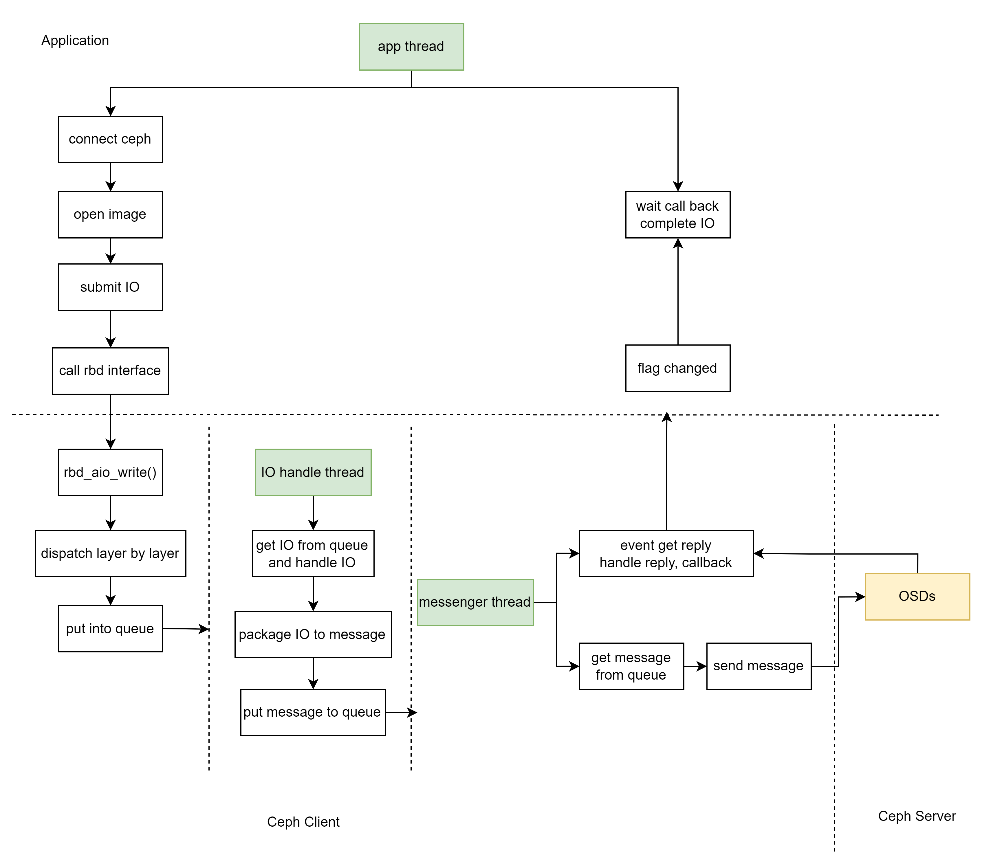 Application
app thread
connect ceph
open image
submit IO
call rbd interface
wait call back
complete IO
flag changed
rbd_aio_write()
dispatch layer by layer
put into queue
IO handle thread
get IO from queue
and handle IO
package IO to message
put message to queue
messenger thread
event get reply
handle reply, callback
get message
from queue
send message
OSDs
Ceph Client
Ceph Server